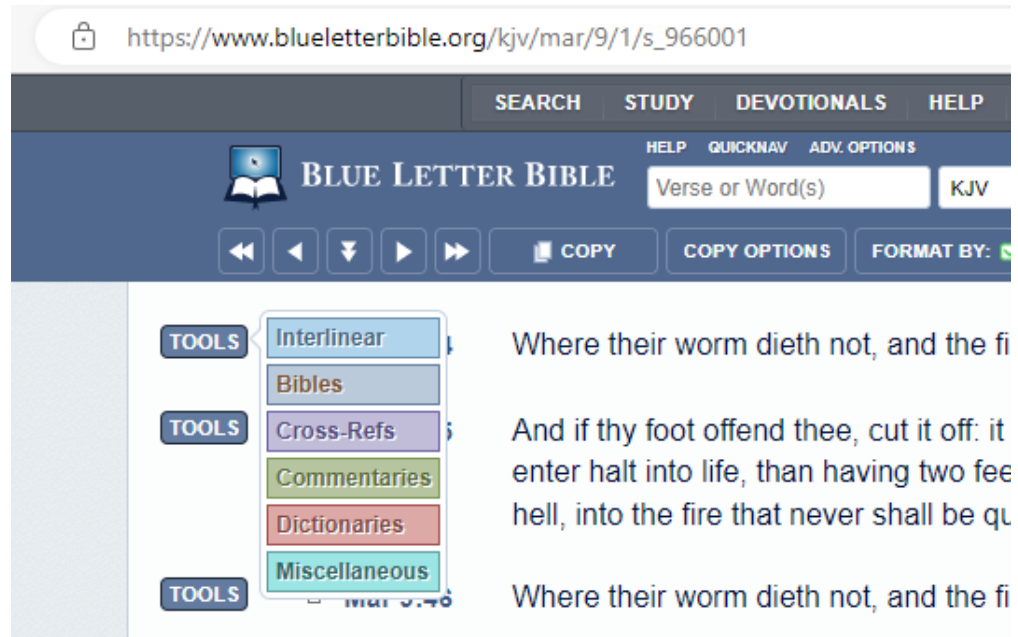 https://www.blueletterbible.org/kjv/mar/9/1/s_966001
SEARCH STUDY DEVOTIONALS HELP
HELP QUICKNAV ADV. OPTIONS
BLUE LETTER BIBLE
Verse or Word(s) KJV
COPY COPY OPTIONS FORMAT BY:
TOOLS Interlinear Where their worm dieth not, and the fi
Bibles
TOOLS Cross-Refs And if thy foot offend thee, cut it off: it
Commentaries enter halt into life, than having two fee
Dictionaries hell, into the fire that never shall be qu
Miscellaneous
TOOLS Mar 9:46 Where their worm dieth not, and the fi